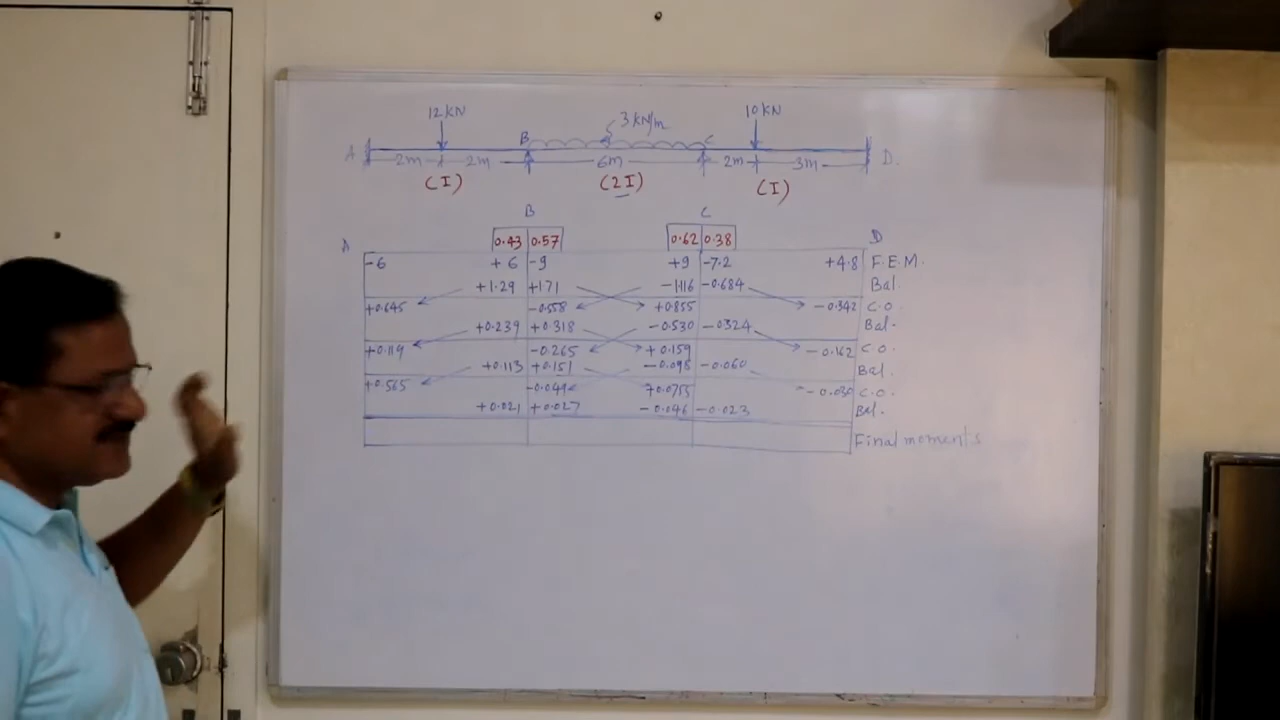 12 kN 3 kN/m 10 kN
A B C D.
2m 2m 6m 2m 3m
(I) (2I) (I)
B C
A 0.43 0.57 0.62 0.38 D
-6 +6 -9 +9 -7.2 +4.8 F.E.M.
+1.29 +1.71 -1.116 -0.684 Bal.
+0.645 -0.558 +0.855 -0.342 C.O.
+0.239 +0.318 -0.530 -0.324 Bal.
+0.119 -0.265 +0.159 -0.162 C.O.
+0.113 +0.151 -0.098 -0.060 Bal.
+0.565 -0.049 +0.0755 -0.030 C.O.
+0.021 +0.027 -0.046 -0.023 Bal.
Final moments